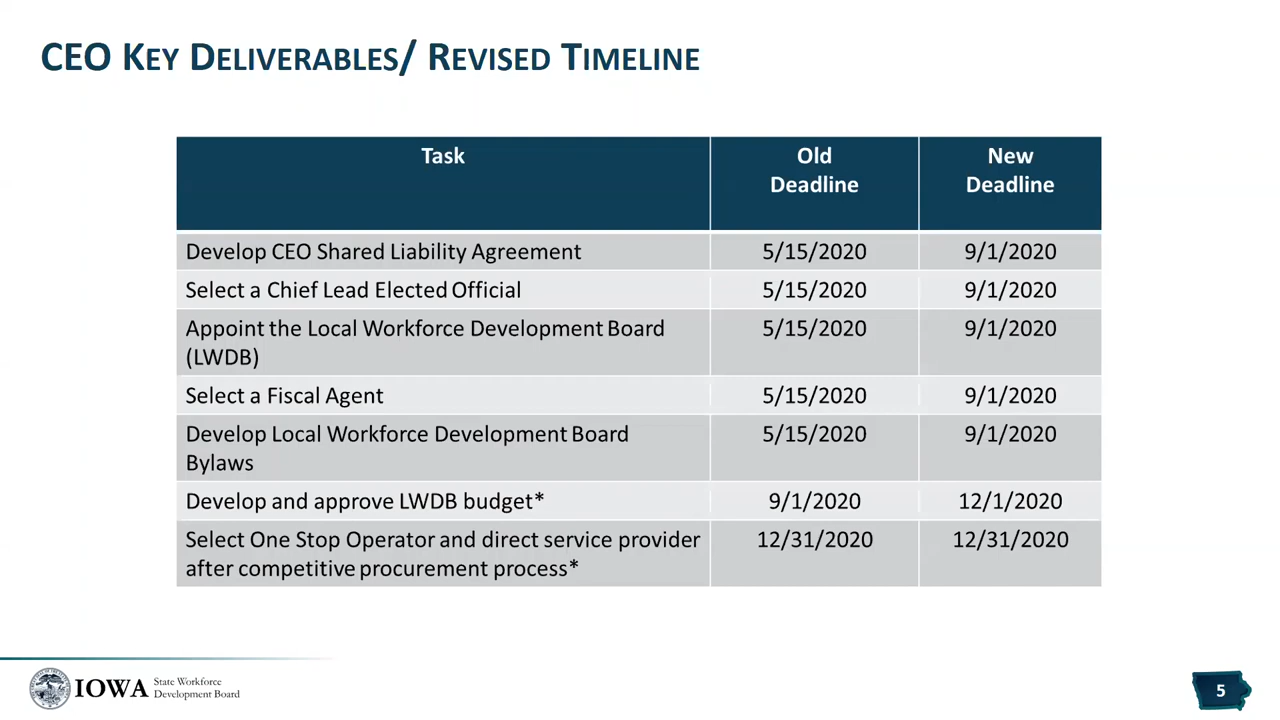 CEO KEY DELIVERABLES/ REVISED TIMELINE
Task
Old
Deadline
New
Deadline
Develop CEO Shared Liability Agreement 5/15/2020 9/1/2020
Select a Chief Lead Elected Official 5/15/2020 9/1/2020
Appoint the Local Workforce Development Board 5/15/2020 9/1/2020
(LWDB)
Select a Fiscal Agent 5/15/2020 9/1/2020
Develop Local Workforce Development Board 5/15/2020 9/1/2020
Bylaws
Develop and approve LWDB budget* 9/1/2020 12/1/2020
Select One Stop Operator and direct service provider 12/31/2020 12/31/2020
after competitive procurement process*
IOWA
State Workforce
Development Board
5